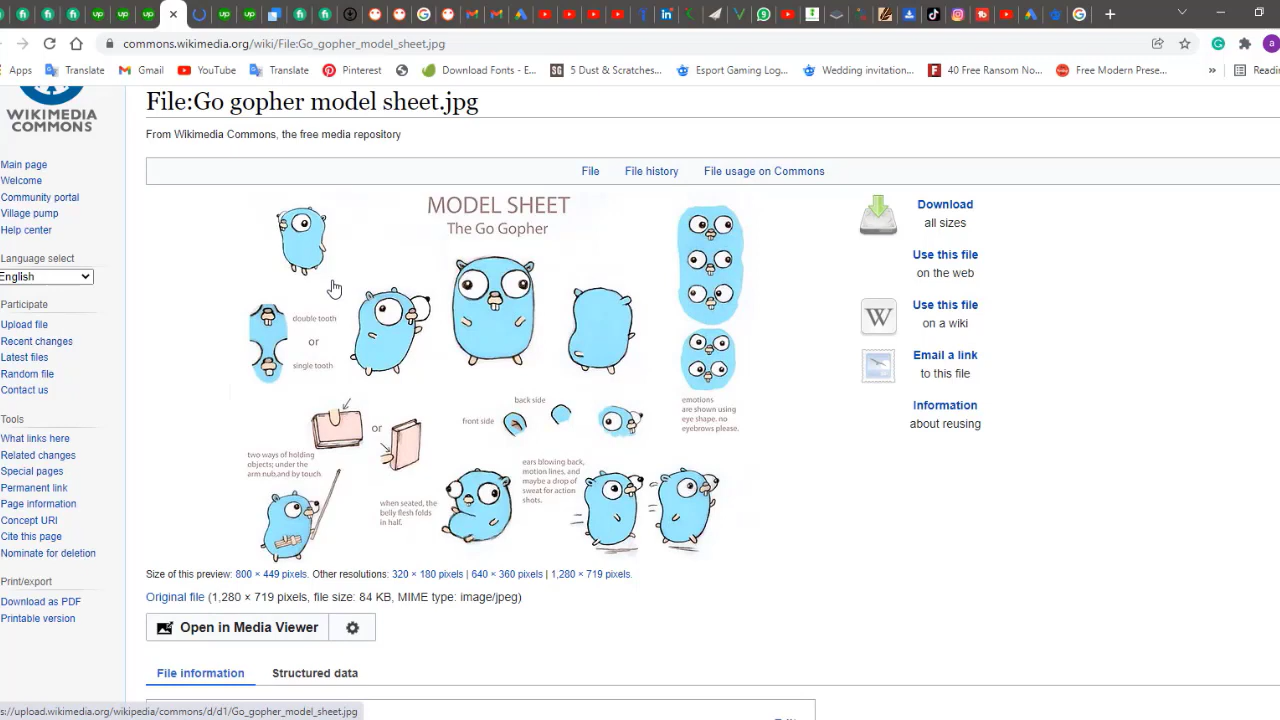 commons.wikimedia.org/wiki/File:Go_gopher_model_sheet.jpg
Apps
Translate
Gmail
YouTube
Translate
Pinterest
Download Fonts - E...
5 Dust & Scratches...
Esport Gaming Log...
Wedding invitation...
40 Free Ransom No...
Free Modern Prese...
»
WIKIMEDIA
COMMONS
Main page
Welcome
Community portal
Village pump
Help center
Language select
English
Participate
Upload file
Recent changes
Latest files
Random file
Contact us
Tools
What links here
Related changes
Special pages
Permanent link
Page information
Concept URI
Cite this page
Nominate for deletion
Print/export
Download as PDF
Printable version
File:Go gopher model sheet.jpg
From Wikimedia Commons, the free media repository
File
File history
File usage on Commons
MODEL SHEET
The Go Gopher
double tooth
or
single tooth
emotions
are shown using
eye shape. no
eyebrows please.
back side
front side
or
two ways of holding
objects; under the
arm nub,and by touch.
when seated, the
belly flesh folds
in half.
ears blowing back,
motion lines, and
maybe a drop of
sweat for action
shots.
Download
all sizes
Use this file
on the web
W
Use this file
on a wiki
Email a link
to this file
Information
about reusing
Size of this preview: 800 × 449 pixels. Other resolutions: 320 × 180 pixels | 640 × 360 pixels | 1,280 × 719 pixels.
Original file (1,280 × 719 pixels, file size: 84 KB, MIME type: image/jpeg)
Open in Media Viewer
File information
Structured data
s://upload.wikimedia.org/wikipedia/commons/d/d1/Go_gopher_model_sheet.jpg